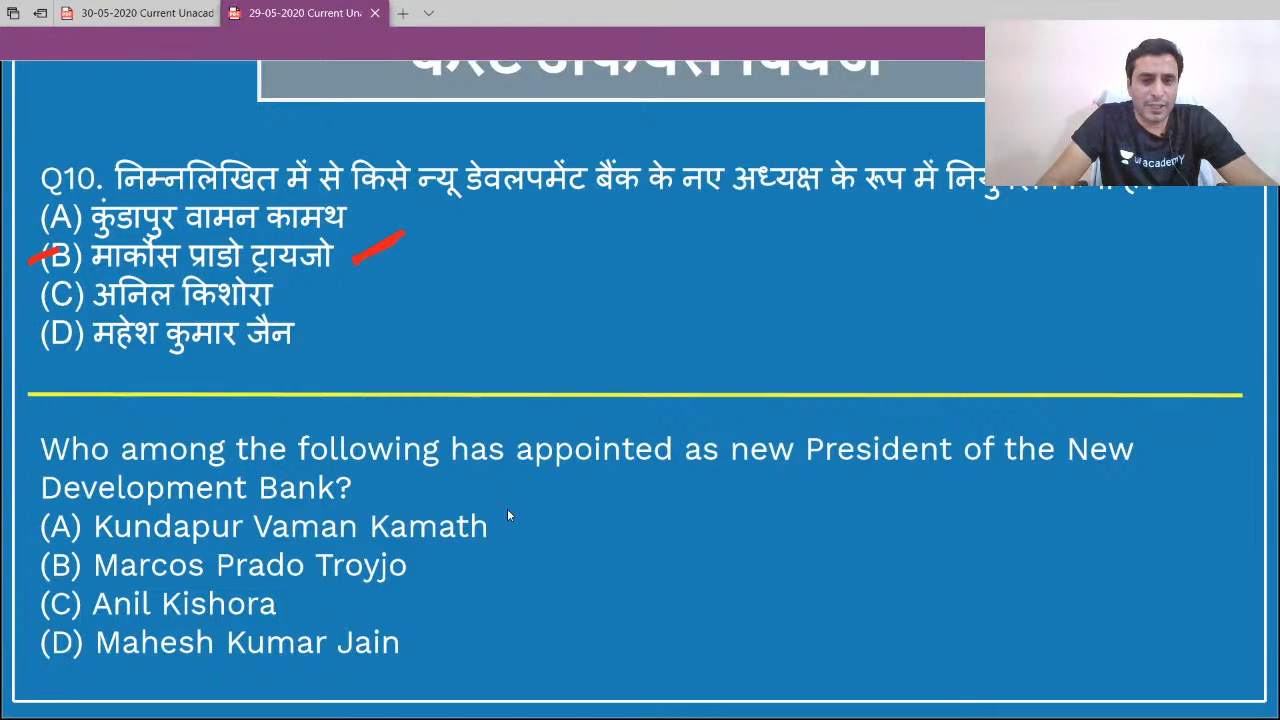 30-05-2020 Current Unacad
29-05-2020 Current Una
Q10. निम्नलिखित में से किसे न्यू डेवलपमेंट बैंक के नए अध्यक्ष के रूप में
(A) कुंडापुर वामन कामथ
(B) मार्कोस प्राडो ट्रायजो
(C) अनिल किशोरा
(D) महेश कुमार जैन
unacademy
Who among the following has appointed as new President of the New
Development Bank?
(A) Kundapur Vaman Kamath
(B) Marcos Prado Troyjo
(C) Anil Kishora
(D) Mahesh Kumar Jain